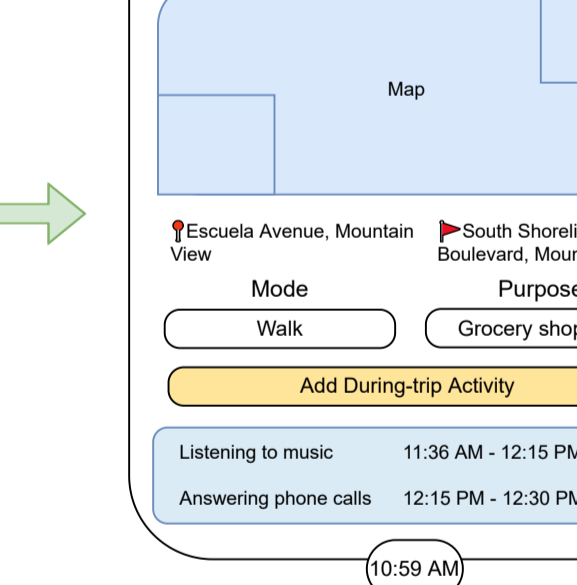 Map
Escuela Avenue, Mountain
View
South Shoreli
Boulevard, Moun
Mode
Purpose
Walk
Grocery shop
Add During-trip Activity
Listening to music 11:36 AM - 12:15 PM
Answering phone calls 12:15 PM - 12:30 PM
10:59 AM